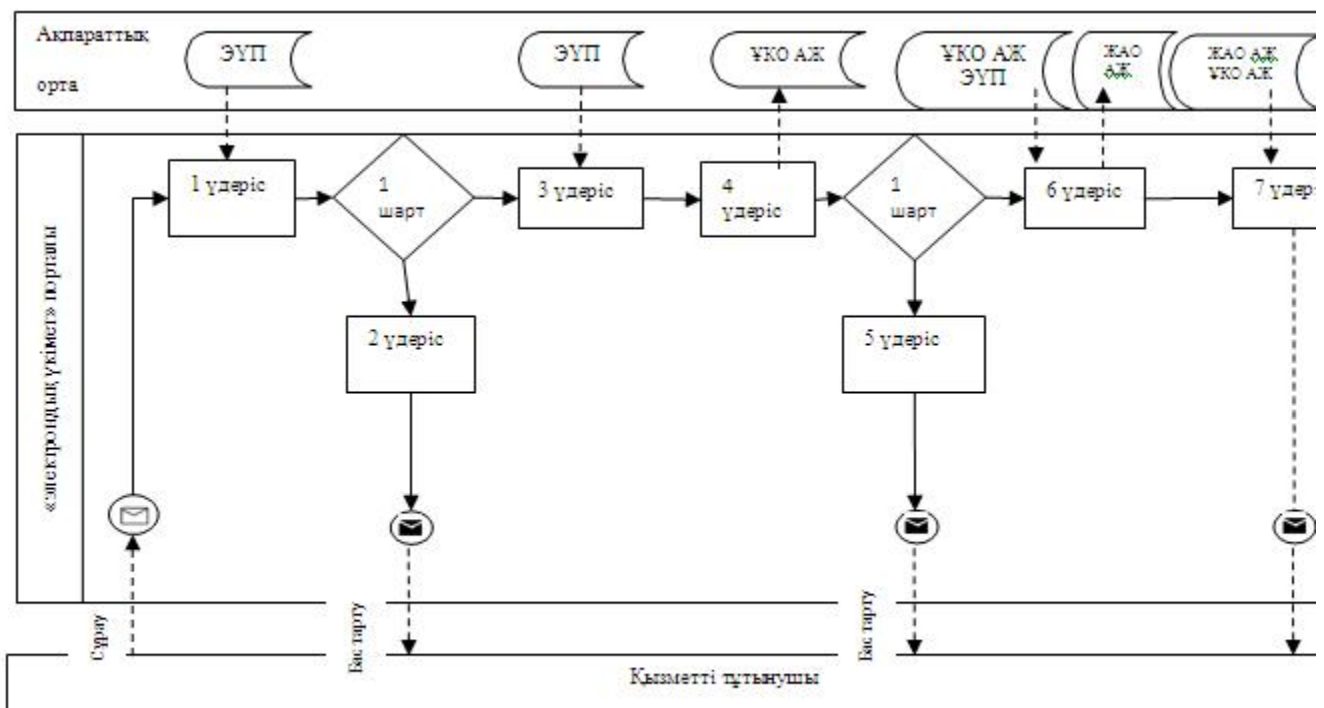 Ақпараттық
орта
ЭҮП
ЭҮП
ҰКО АЖ
ҰКО АЖ
ЭҮП
ЖАО
АЖ
ЖАО АЖ
ҰКО АЖ
«электрондық үкімет» порталы
1 үдеріс
1
шарт
3 үдеріс
4
үдеріс
1
шарт
6 үдеріс
7 үдері
2 үдеріс
5 үдеріс
Сұрау
Бас тарту
Бас тарту
Қызметті тұтынушы